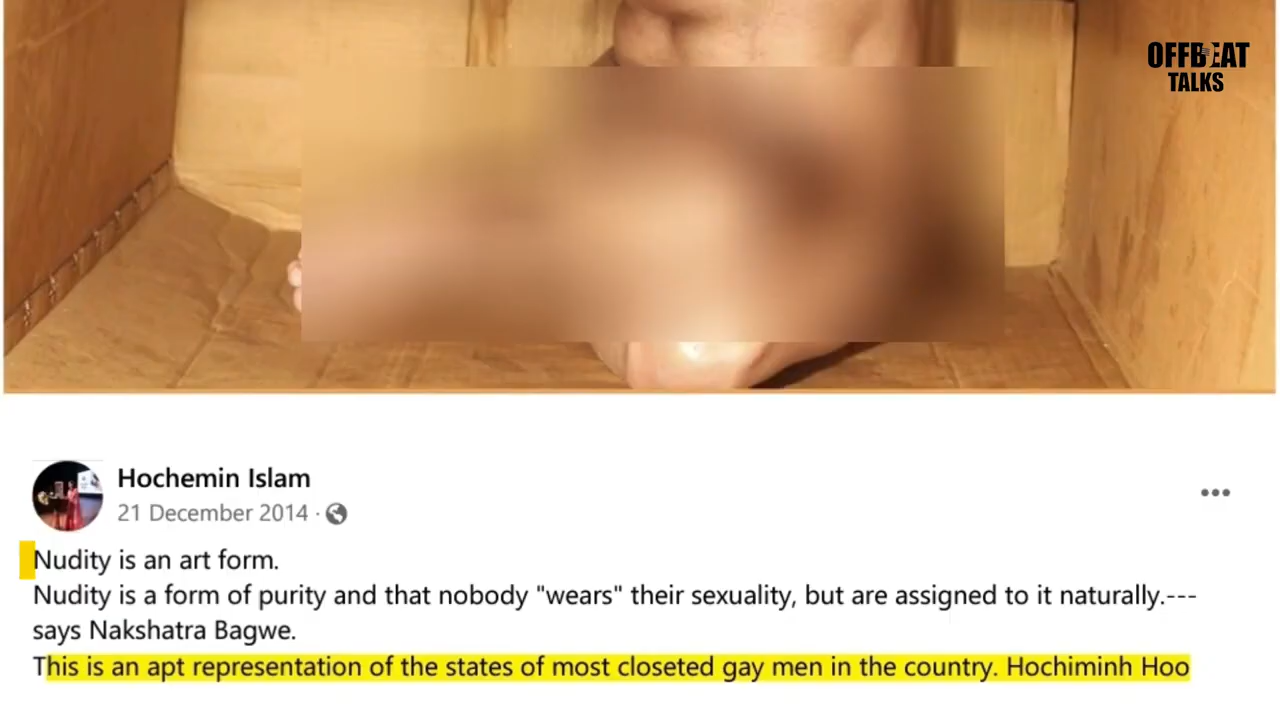 OFFBEAT
TALKS
Hochemin Islam
21 December 2014 ·
Nudity is an art form.
Nudity is a form of purity and that nobody "wears" their sexuality, but are assigned to it naturally.---
says Nakshatra Bagwe.
This is an apt representation of the states of most closeted gay men in the country. Hochiminh Hoo